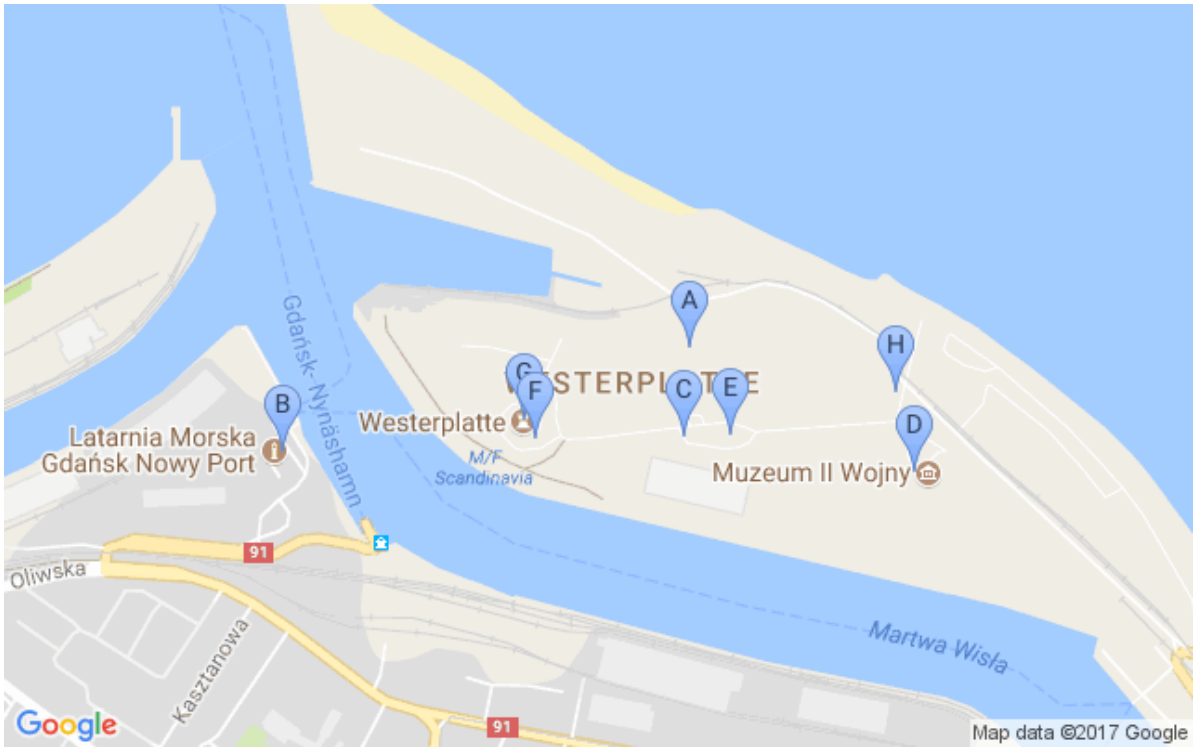 A
H
G
WESTERPLATTE
F
C
E
B
D
Gdańsk-Nynäshamn
Westerplatte
Latarnia Morska
Gdańsk Nowy Port
M/F
Scandinavia
Muzeum II Wojny
91
Oliwska
Kasztanowa
Martwa Wisła
91
Google
Map data ©2017 Google